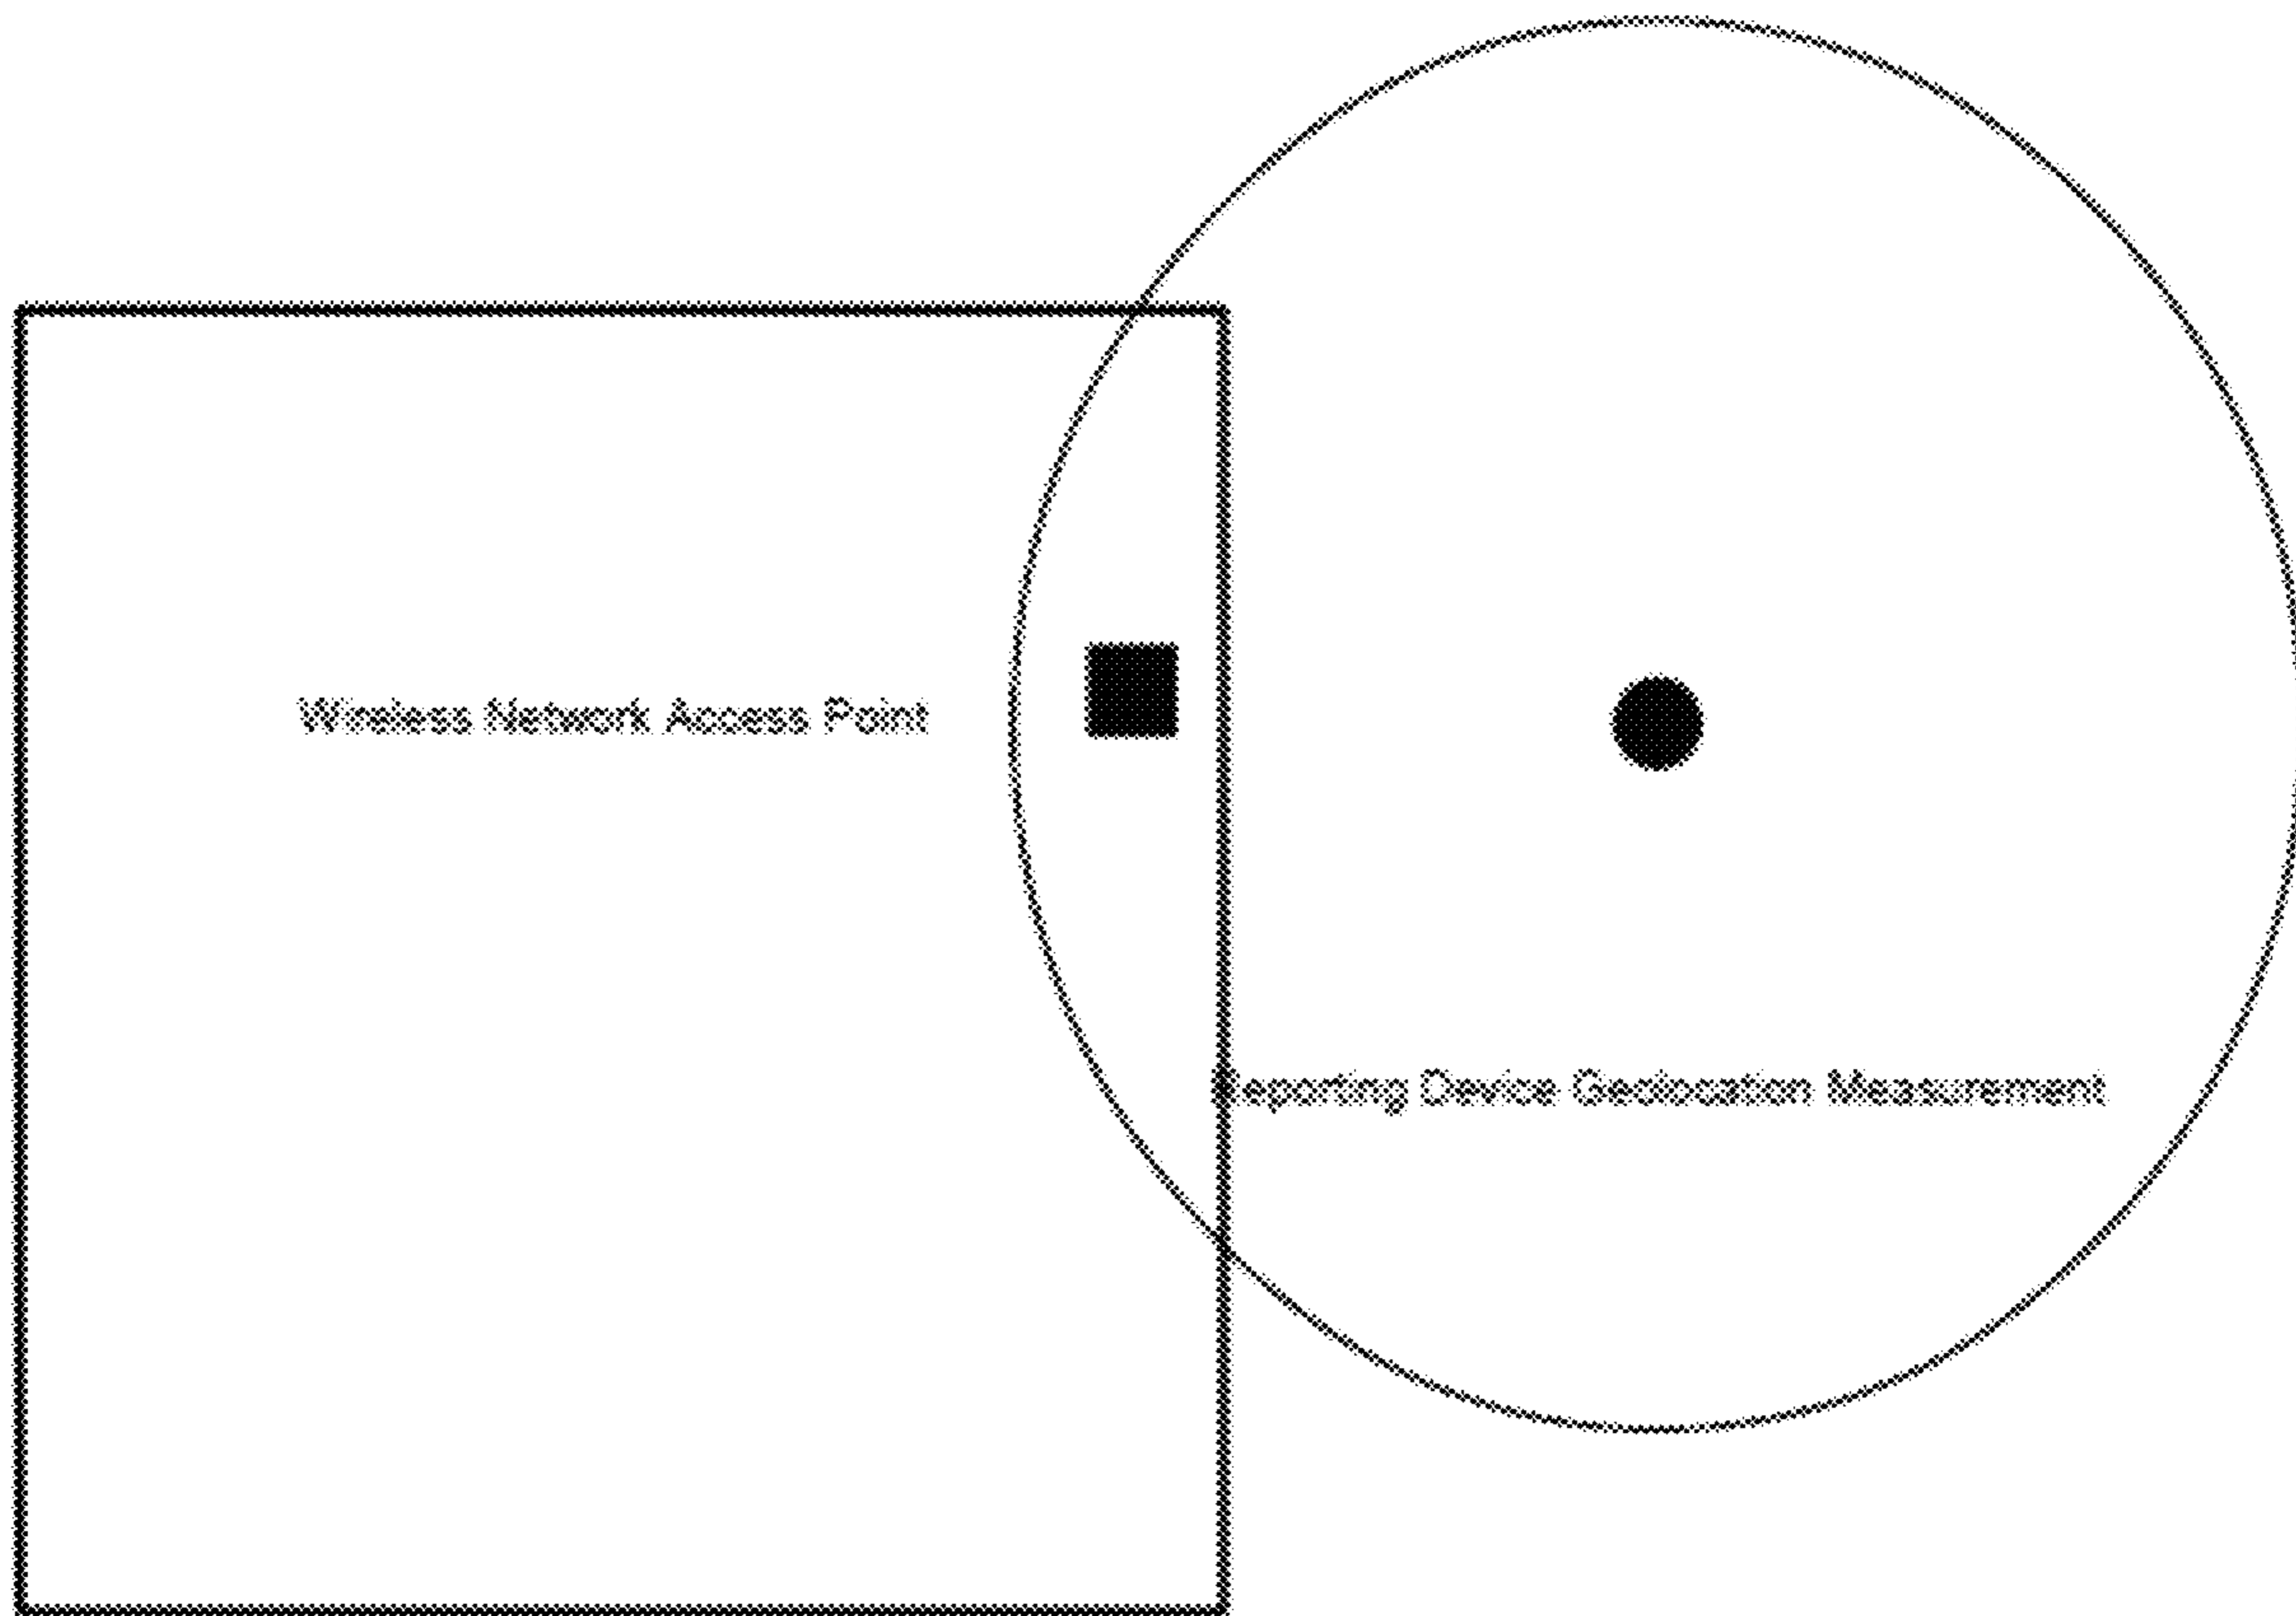 Wireless Network Access Point
Reporting Device Geolocation Measurement